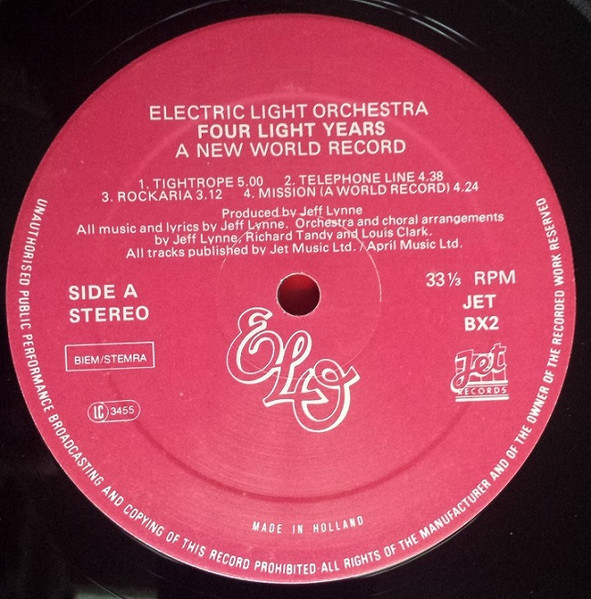 ELECTRIC LIGHT ORCHESTRA
FOUR LIGHT YEARS
A NEW WORLD RECORD
1. TIGHTROPE 5.00 2. TELEPHONE LINE 4.38
3. ROCKARIA 3.12 4. MISSION (A WORLD RECORD) 4.24
Produced by Jeff Lynne
All music and lyrics by Jeff Lynne. Orchestra and choral arrangements
by Jeff Lynne, Richard Tandy and Louis Clark.
All tracks published by Jet Music Ltd. / April Music Ltd.
SIDE A
STEREO
33⅓ RPM
JET
BX2
BIEM/STEMRA
LC 3455
ELO
Jet
RECORDS
MADE IN HOLLAND
UNAUTHORISED PUBLIC PERFORMANCE BROADCASTING AND COPYING OF THIS RECORD PROHIBITED·ALL RIGHTS OF THE MANUFACTURER AND OF THE OWNER OF THE RECORDED WORK RESERVED